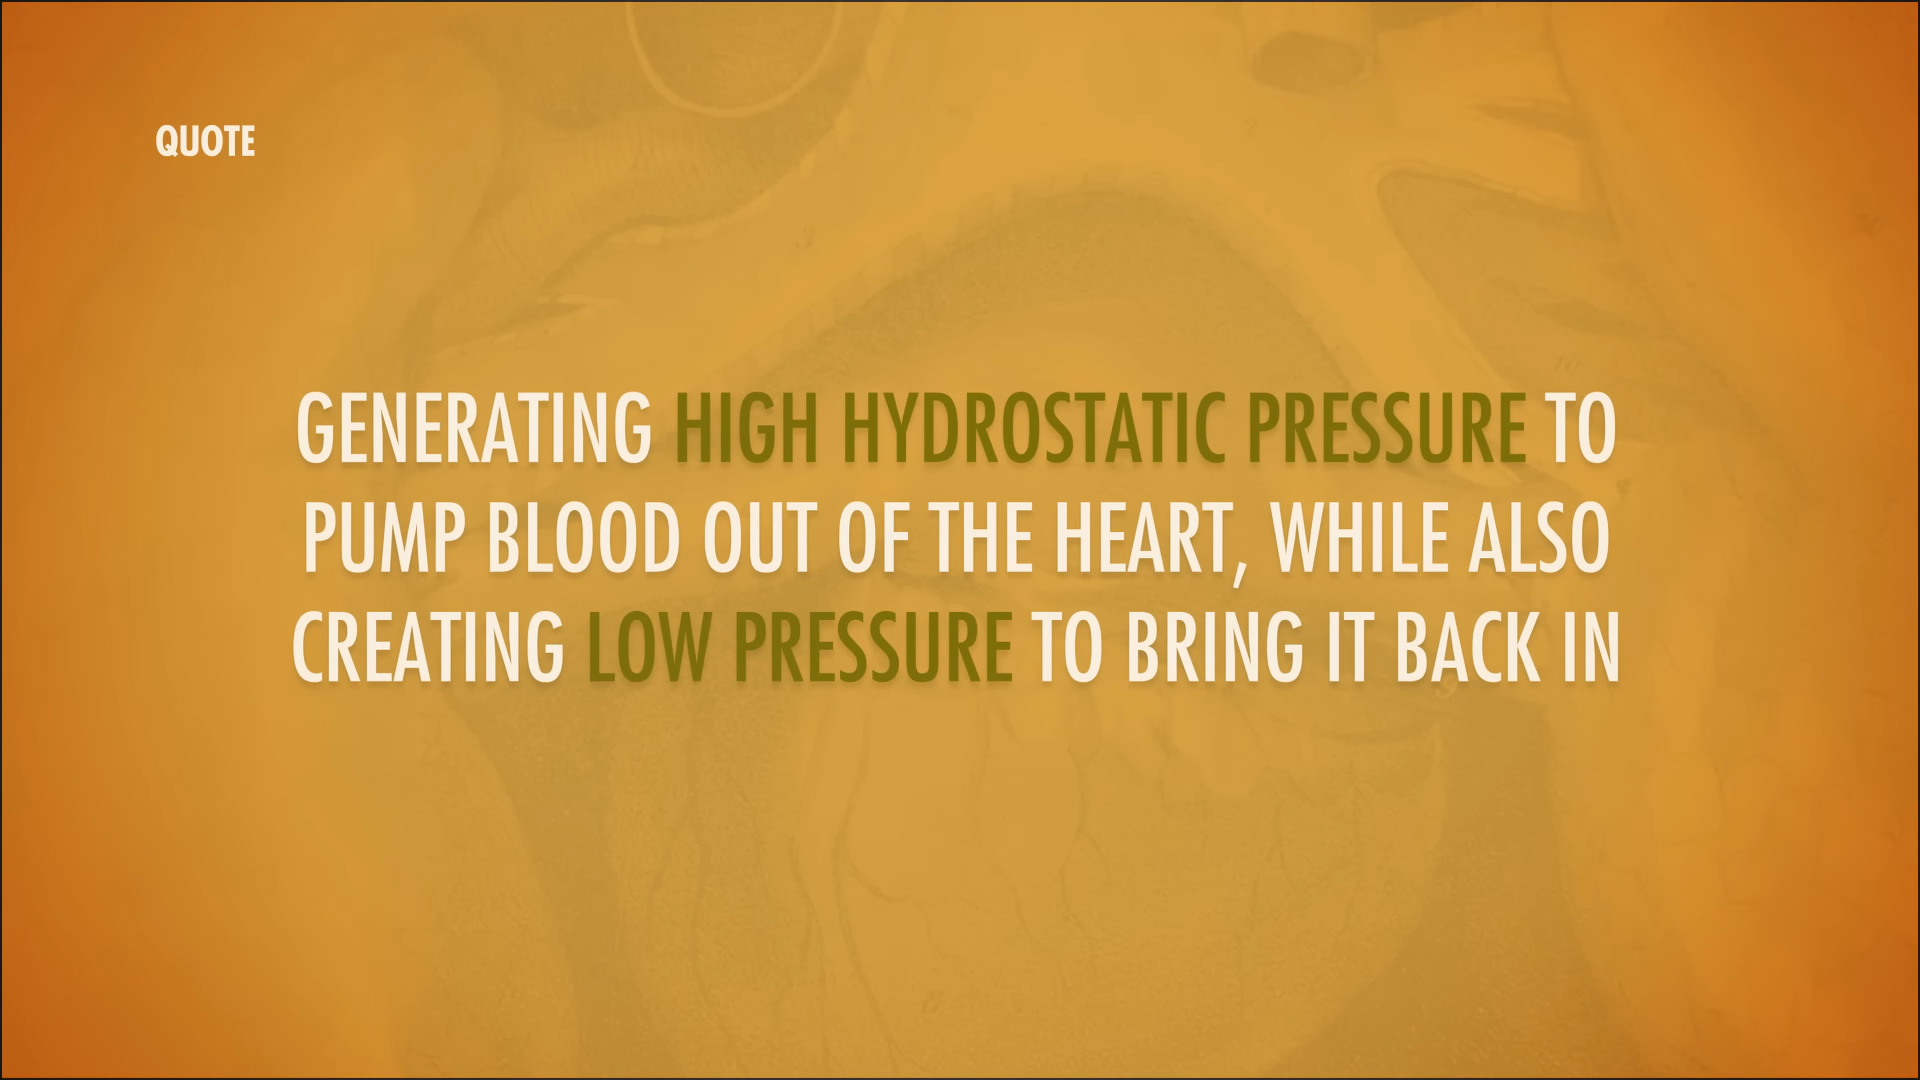 QUOTE
GENERATING HIGH HYDROSTATIC PRESSURE TO
PUMP BLOOD OUT OF THE HEART, WHILE ALSO
CREATING LOW PRESSURE TO BRING IT BACK IN